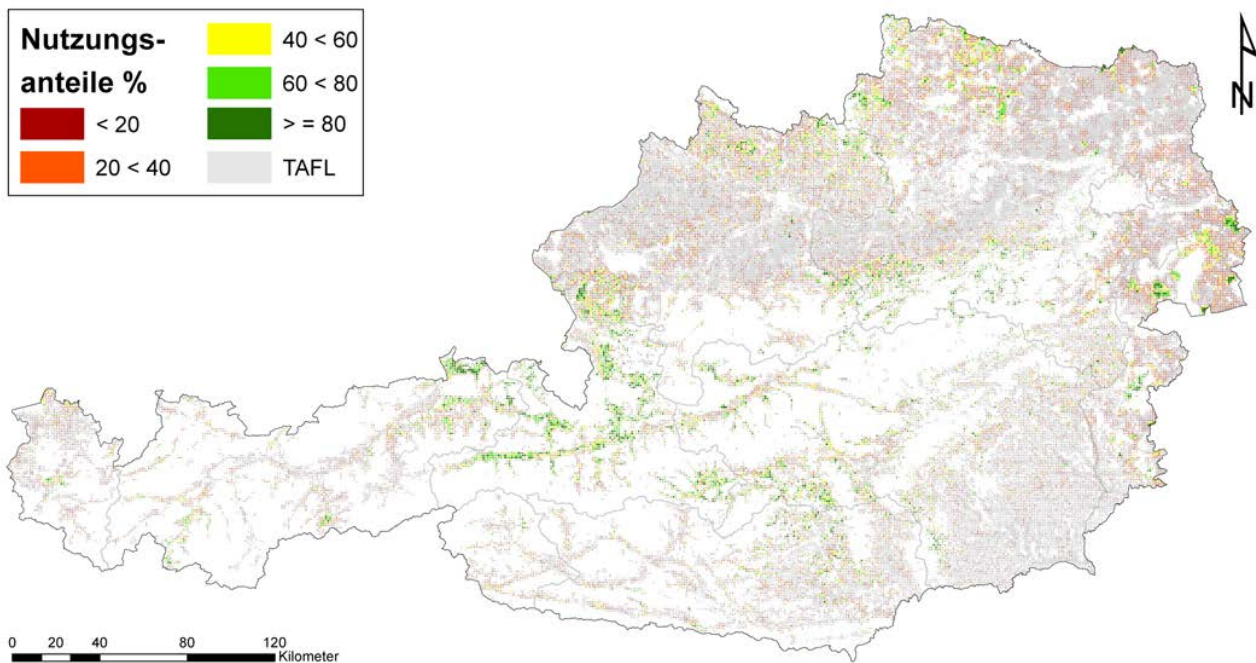 Nutzungs-
anteile %
< 20
20 < 40
40 < 60
60 < 80
> = 80
TAFL
N
0 20 40 80 120
Kilometer